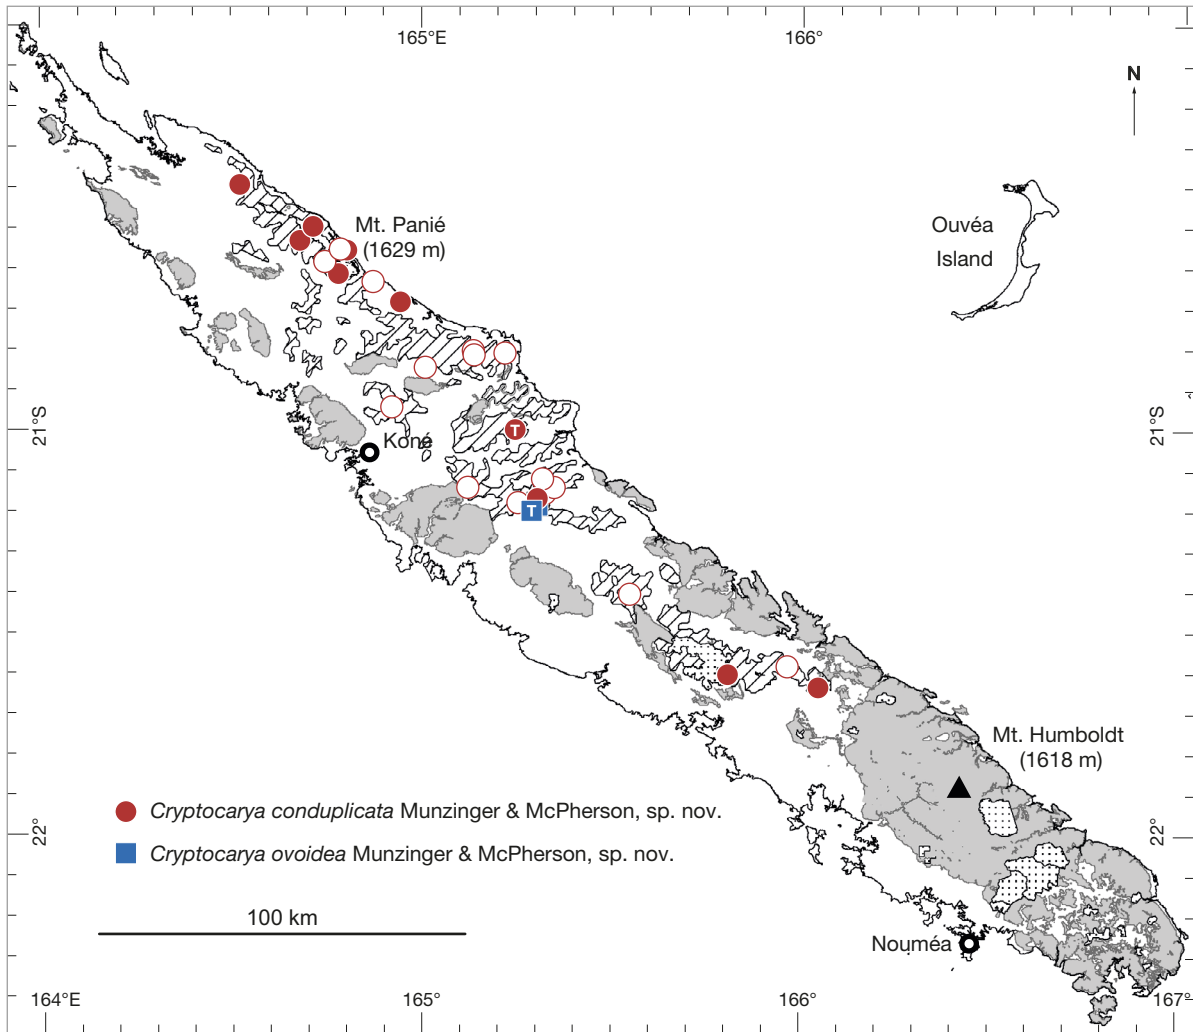 165°E
166°
N
Mt. Panié
(1629 m)
Ouvéa
Island
21°S
21°S
T
Koné
T
Mt. Humboldt
(1618 m)
Cryptocarya conduplicata Munzinger & McPherson, sp. nov.
22°
22°
Cryptocarya ovoidea Munzinger & McPherson, sp. nov.
100 km
Nouméa
164°E
165°
166°
167°